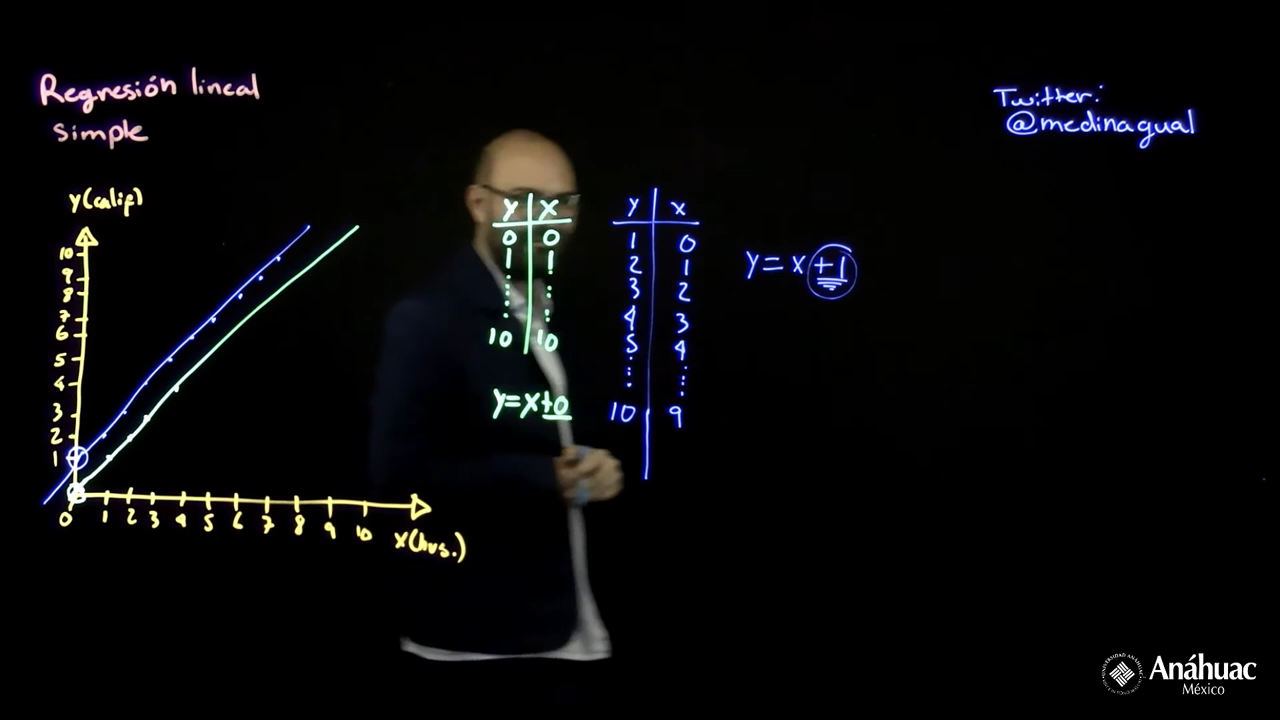 Regresión lineal
simple
Twitter:
@medinagual
y(calif)
10
9
8
7
6
5
4
3
2
1
0 1 2 3 4 5 6 7 8 9 10
x(hrs.)
y x
0 0
1 1
⋮ ⋮
10 10
y=x+0
y x
1 0
2 1
3 2
4 3
5 4
⋮ ⋮
10 9
y=x+1
Anáhuac
México